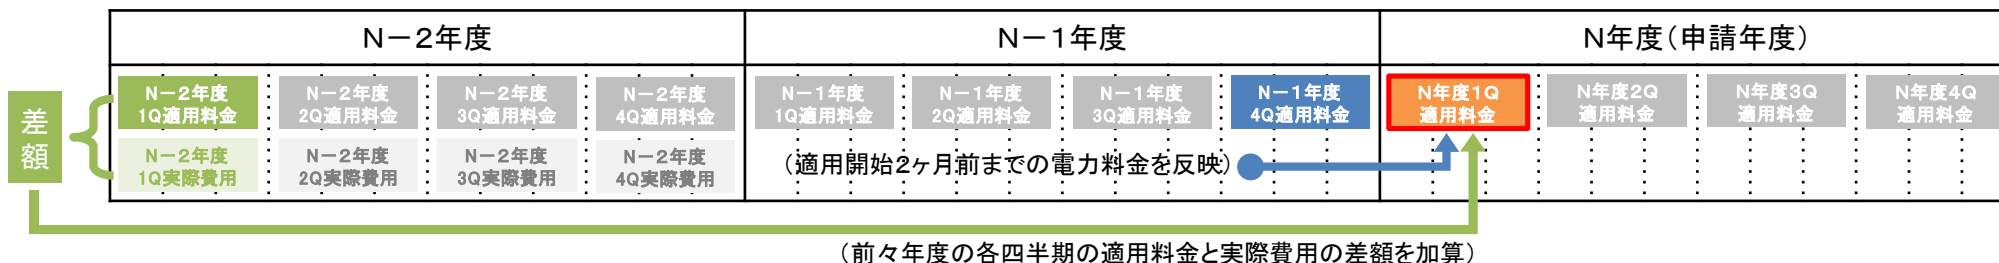 N－2年度
N－1年度
N年度（申請年度）
差額
N－2年度
1Q適用料金
N－2年度
2Q適用料金
N－2年度
3Q適用料金
N－2年度
4Q適用料金
N－1年度
1Q適用料金
N－1年度
2Q適用料金
N－1年度
3Q適用料金
N－1年度
4Q適用料金
N年度1Q
適用料金
N年度2Q
適用料金
N年度3Q
適用料金
N年度4Q
適用料金
N－2年度
1Q実際費用
N－2年度
2Q実際費用
N－2年度
3Q実際費用
N－2年度
4Q実際費用
（適用開始2ヶ月前までの電力料金を反映）
（前々年度の各四半期の適用料金と実際費用の差額を加算）